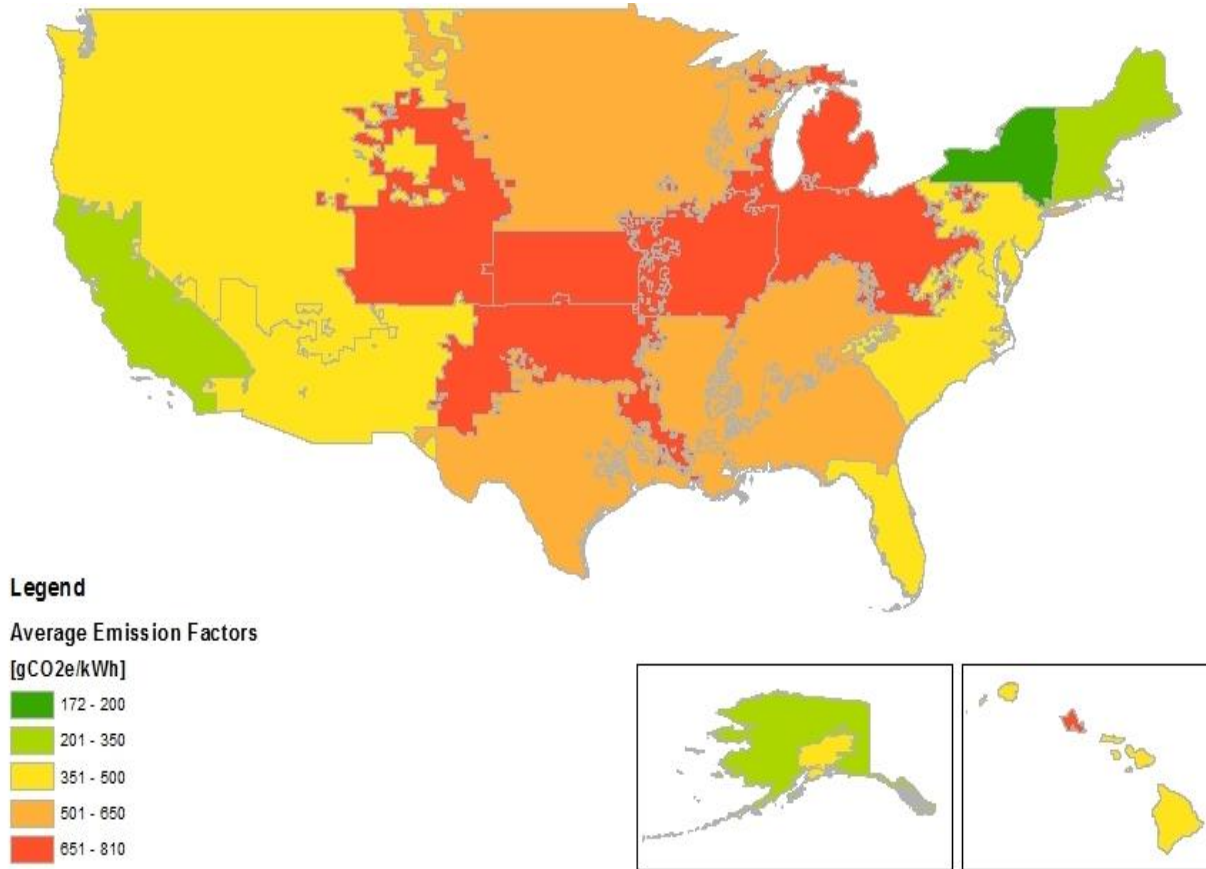 Legend
Average Emission Factors
[gCO2e/kWh]
172 - 200
201 - 350
351 - 500
501 - 650
651 - 810